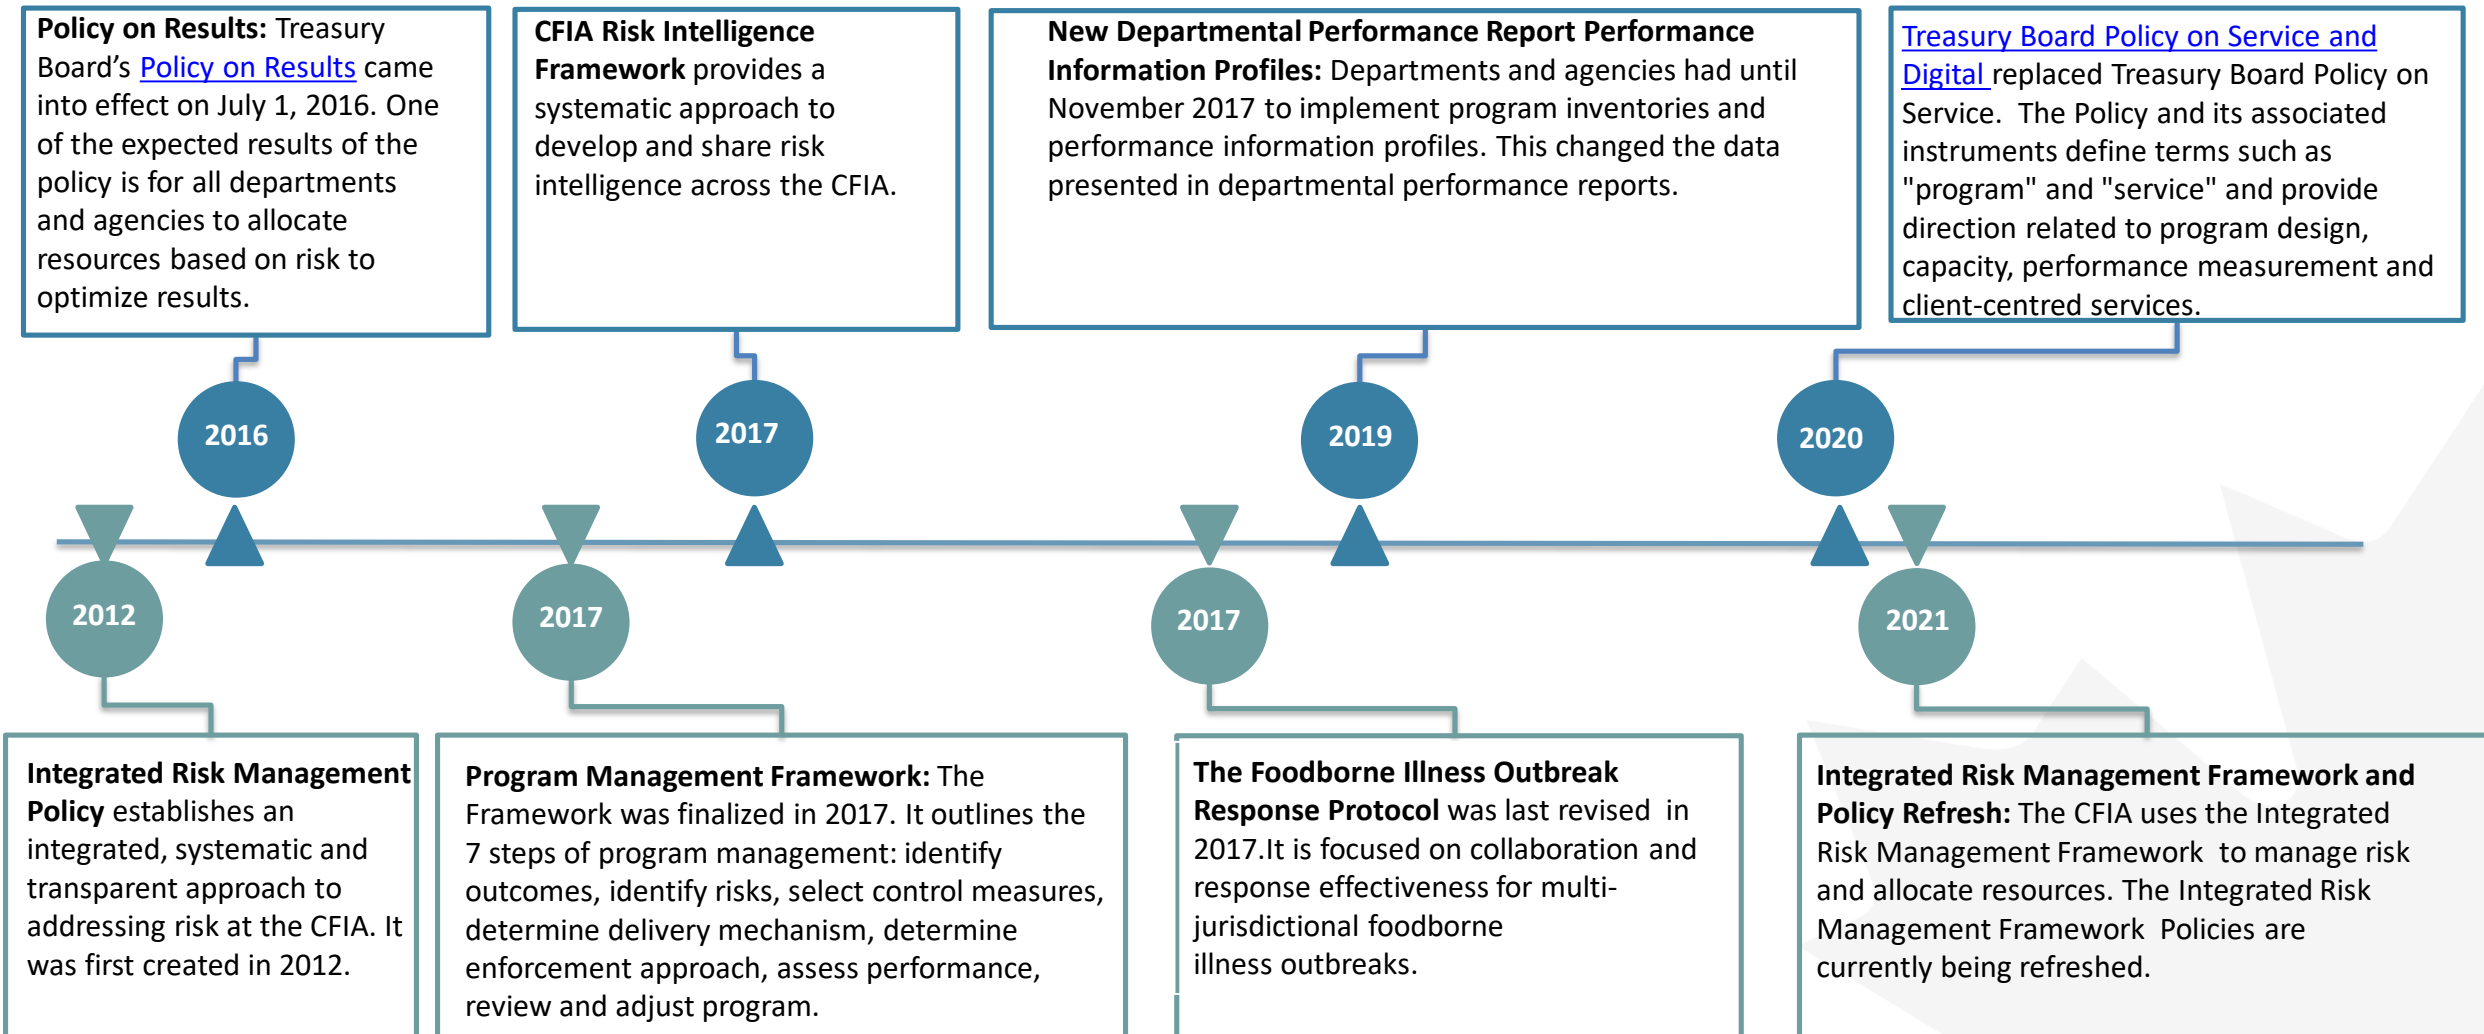 Policy on Results: Treasury
Board’s Policy on Results came
into effect on July 1, 2016. One
of the expected results of the
policy is for all departments
and agencies to allocate
resources based on risk to
optimize results.
CFIA Risk Intelligence
Framework provides a
systematic approach to
develop and share risk
intelligence across the CFIA.
New Departmental Performance Report Performance
Information Profiles: Departments and agencies had until
November 2017 to implement program inventories and
performance information profiles. This changed the data
presented in departmental performance reports.
Treasury Board Policy on Service and
Digital replaced Treasury Board Policy on
Service. The Policy and its associated
instruments define terms such as
"program" and "service" and provide
direction related to program design,
capacity, performance measurement and
client-centred services.
2016
2017
2019
2020
2012
2017
2017
2021
Integrated Risk Management
Policy establishes an
integrated, systematic and
transparent approach to
addressing risk at the CFIA. It
was first created in 2012.
Program Management Framework: The
Framework was finalized in 2017. It outlines the
7 steps of program management: identify
outcomes, identify risks, select control measures,
determine delivery mechanism, determine
enforcement approach, assess performance,
review and adjust program.
The Foodborne Illness Outbreak
Response Protocol was last revised in
2017.It is focused on collaboration and
response effectiveness for multi-
jurisdictional foodborne
illness outbreaks.
Integrated Risk Management Framework and
Policy Refresh: The CFIA uses the Integrated
Risk Management Framework to manage risk
and allocate resources. The Integrated Risk
Management Framework Policies are
currently being refreshed.